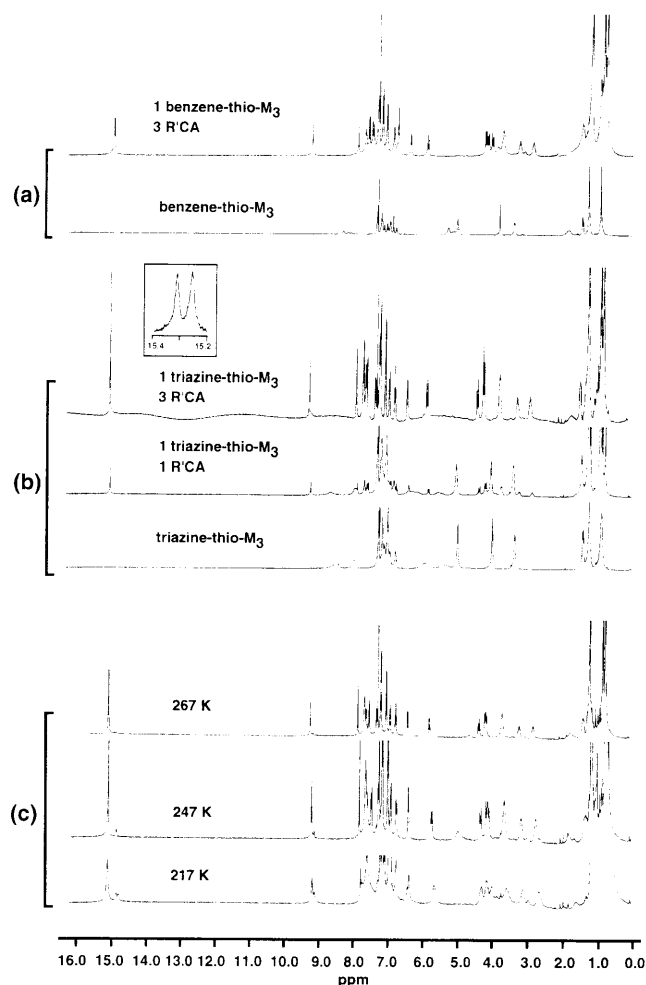 (a)
1 benzene-thio-M3
3 R'CA
benzene-thio-M3
(b)
15.4 15.2
1 triazine-thio-M3
3 R'CA
1 triazine-thio-M3
1 R'CA
triazine-thio-M3
(c)
267 K
247 K
217 K
16.0 15.0 14.0 13.0 12.0 11.0 10.0 9.0 8.0 7.0 6.0 5.0 4.0 3.0 2.0 1.0 0.0
ppm